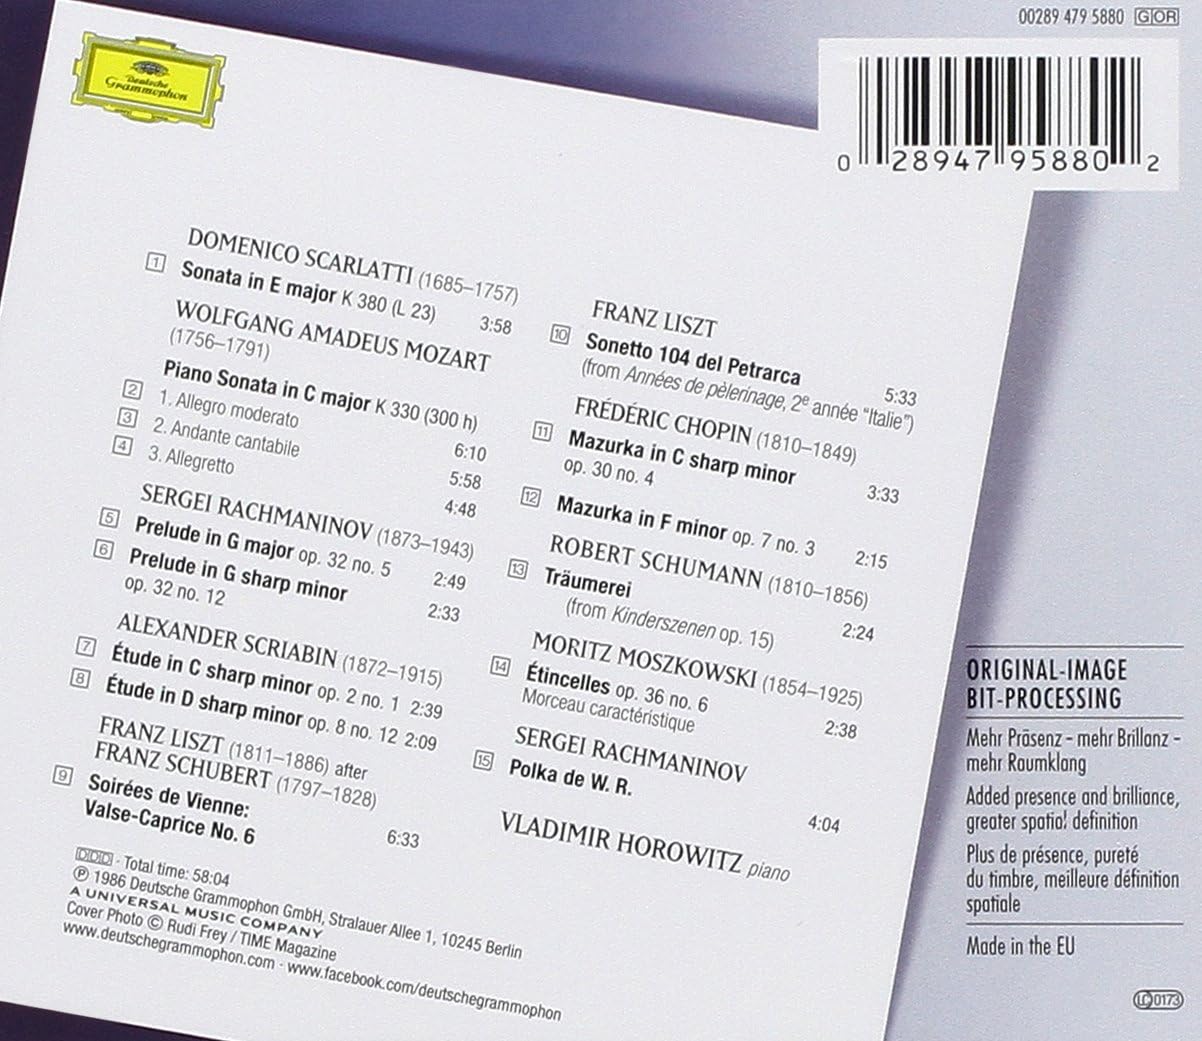 00289 479 5880 GOR
Deutsche
Grammophon
0 28947 95880 2
DOMENICO SCARLATTI (1685–1757)
1 Sonata in E major K 380 (L 23) 3:58
WOLFGANG AMADEUS MOZART
(1756–1791)
Piano Sonata in C major K 330 (300 h)
2 1. Allegro moderato 6:10
3 2. Andante cantabile 5:58
4 3. Allegretto 4:48
SERGEI RACHMANINOV (1873–1943)
5 Prelude in G major op. 32 no. 5 2:49
6 Prelude in G sharp minor 2:33
op. 32 no. 12
ALEXANDER SCRIABIN (1872–1915)
7 Étude in C sharp minor op. 2 no. 1 2:39
8 Étude in D sharp minor op. 8 no. 12 2:09
FRANZ LISZT (1811–1886) after
FRANZ SCHUBERT (1797–1828)
9 Soirées de Vienne:
Valse-Caprice No. 6 6:33
FRANZ LISZT
10 Sonetto 104 del Petrarca 5:33
(from Années de pèlerinage, 2e année “Italie”)
FRÉDÉRIC CHOPIN (1810–1849)
11 Mazurka in C sharp minor 3:33
op. 30 no. 4
12 Mazurka in F minor op. 7 no. 3 2:15
ROBERT SCHUMANN (1810–1856)
13 Träumerei 2:24
(from Kinderszenen op. 15)
MORITZ MOSZKOWSKI (1854–1925)
14 Étincelles op. 36 no. 6 2:38
Morceau caractéristique
SERGEI RACHMANINOV
15 Polka de W. R. 4:04
VLADIMIR HOROWITZ piano
DDD · Total time: 58:04
℗ 1986 Deutsche Grammophon GmbH, Stralauer Allee 1, 10245 Berlin
A UNIVERSAL MUSIC COMPANY
Cover Photo © Rudi Frey / TIME Magazine
www.deutschegrammophon.com · www.facebook.com/deutschegrammophon
ORIGINAL-IMAGE
BIT-PROCESSING
Mehr Präsenz – mehr Brillanz –
mehr Raumklang
Added presence and brilliance,
greater spatial definition
Plus de présence, pureté
du timbre, meilleure définition
spatiale
Made in the EU
LC 0173